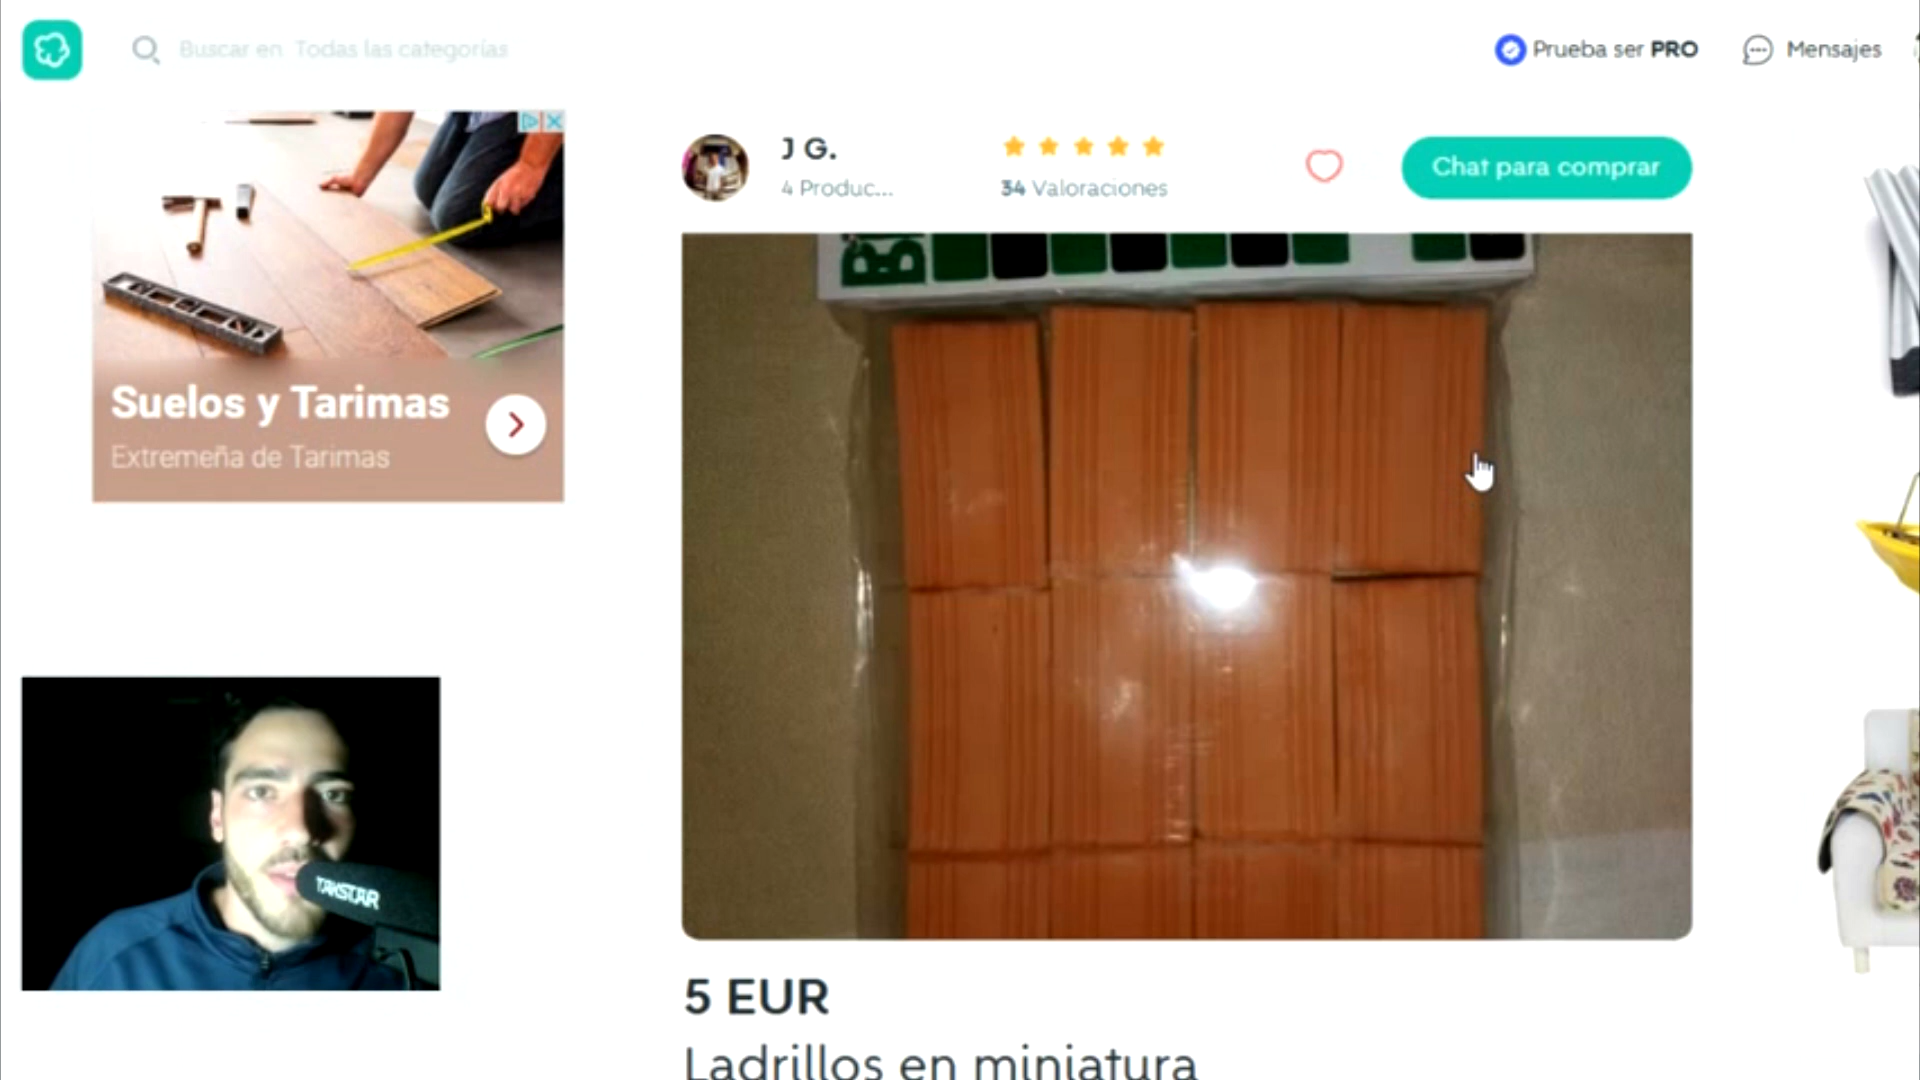 Buscar en Todas las categorías
Prueba ser PRO
Mensajes
J G.
4 Produc...
34 Valoraciones
Chat para comprar
Suelos y Tarimas
Extremeña de Tarimas
TAKSTAR
5 EUR
Ladrillos en miniatura